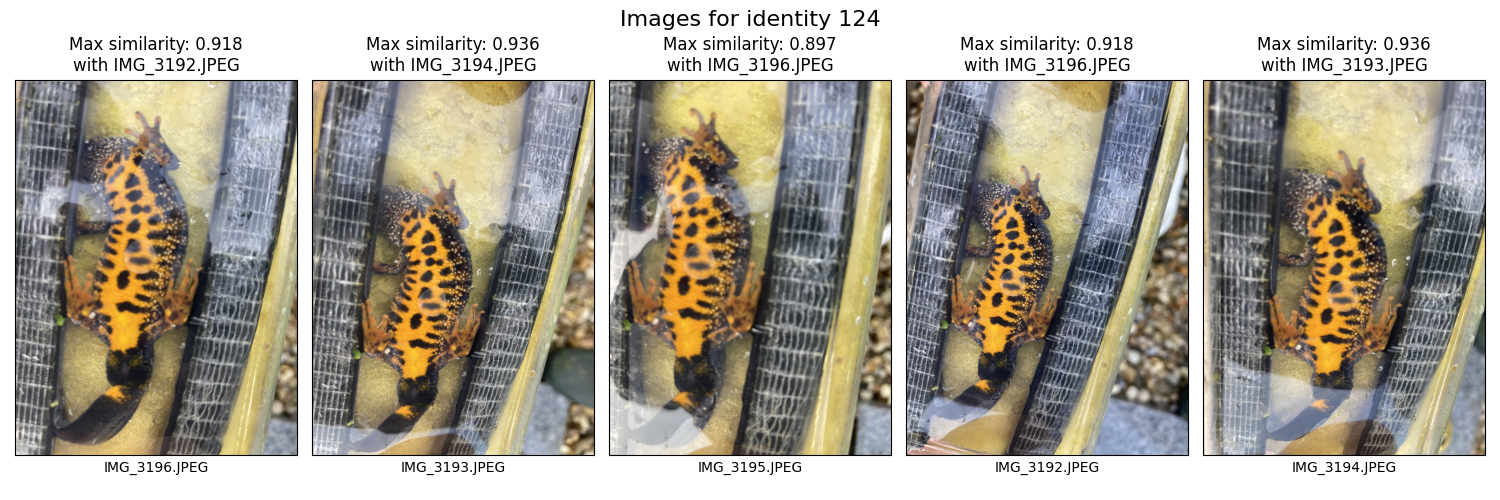 Images for identity 124
Max similarity: 0.918
with IMG_3192.JPEG
Max similarity: 0.936
with IMG_3194.JPEG
Max similarity: 0.897
with IMG_3196.JPEG
Max similarity: 0.918
with IMG_3196.JPEG
Max similarity: 0.936
with IMG_3193.JPEG
IMG_3196.JPEG
IMG_3193.JPEG
IMG_3195.JPEG
IMG_3192.JPEG
IMG_3194.JPEG